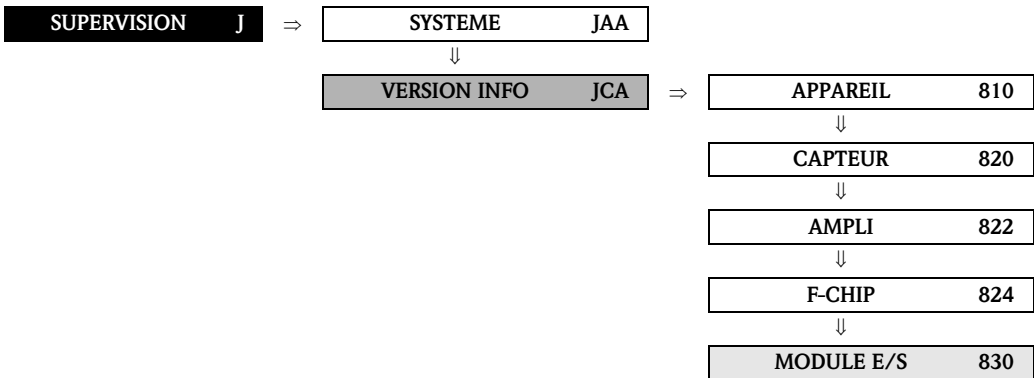 SUPERVISION J ⇒ SYSTEME JAA
⇓
VERSION INFO JCA ⇒ APPAREIL 810
⇓
CAPTEUR 820
⇓
AMPLI 822
⇓
F-CHIP 824
⇓
MODULE E/S 830